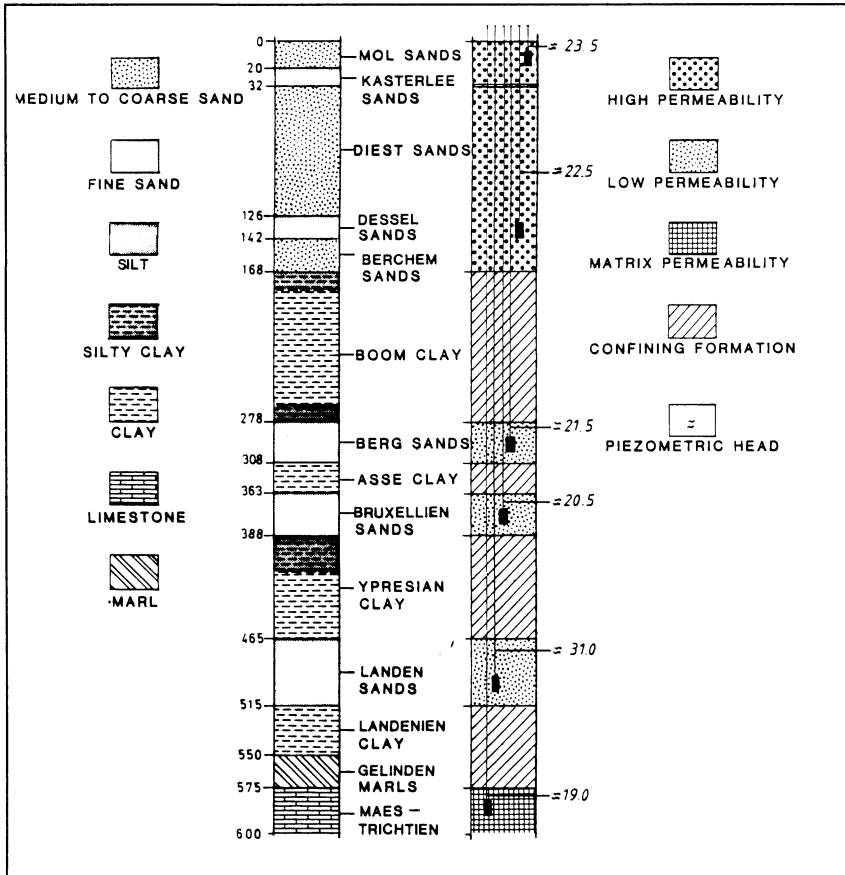 MEDIUM TO COARSE SAND
FINE SAND
SILT
SILTY CLAY
CLAY
LIMESTONE
·MARL
0
20
32
126
142
168
278
308
363
388
465
515
550
575
600
MOL SANDS
KASTERLEE
SANDS
DIEST SANDS
DESSEL
SANDS
BERCHEM
SANDS
BOOM CLAY
BERG SANDS
ASSE CLAY
BRUXELLIEN
SANDS
YPRESIAN
CLAY
LANDEN
SANDS
LANDENIEN
CLAY
GELINDEN
MARLS
MAES–
TRICHTIEN
≈ 23.5
≈ 22.5
≈ 21.5
≈ 20.5
≈ 31.0
≈ 19.0
HIGH PERMEABILITY
LOW PERMEABILITY
MATRIX PERMEABILITY
CONFINING FORMATION
≈
PIEZOMETRIC HEAD